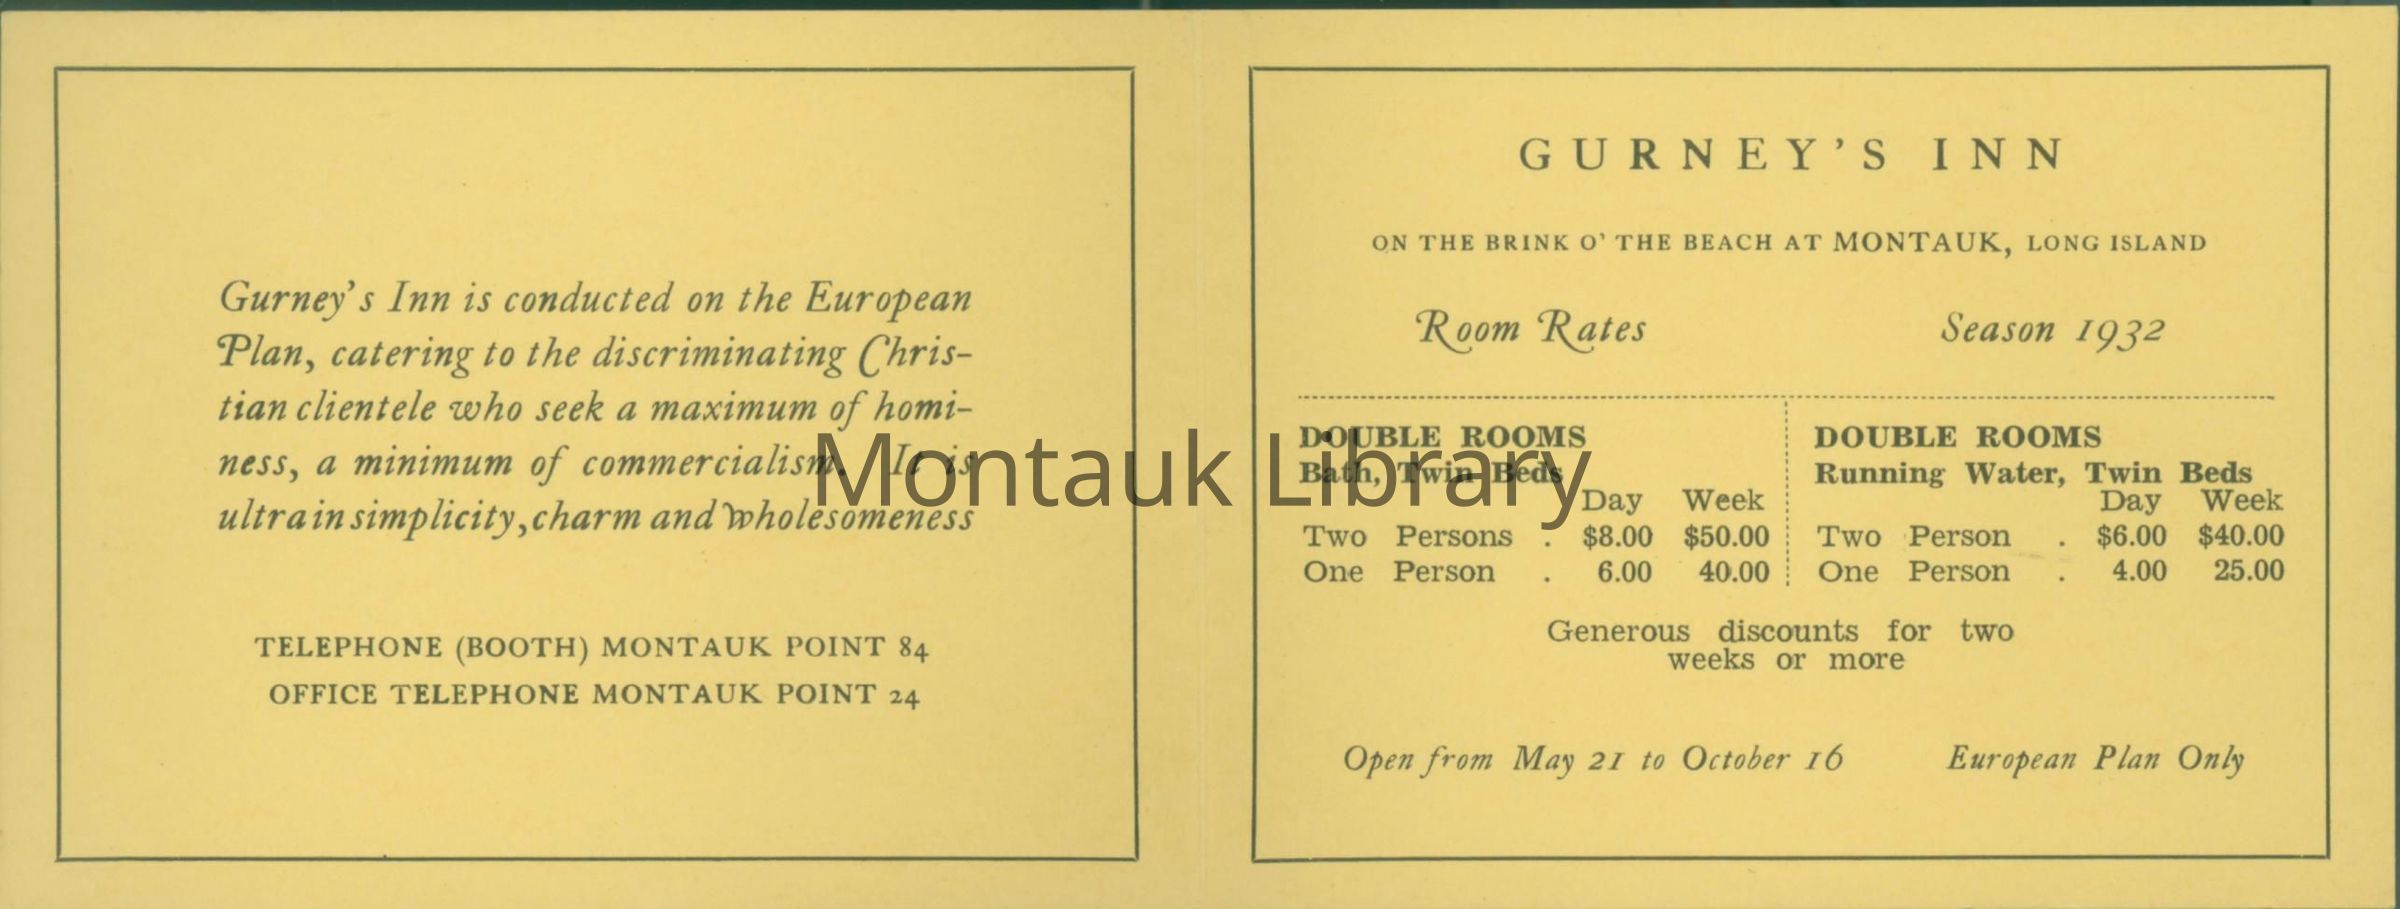 Gurney's Inn is conducted on the European
Plan, catering to the discriminating Chris-
tian clientele who seek a maximum of homi-
ness, a minimum of commercialism. It is
ultra in simplicity, charm and wholesomeness
TELEPHONE (BOOTH) MONTAUK POINT 84
OFFICE TELEPHONE MONTAUK POINT 24
GURNEY'S INN
ON THE BRINK O' THE BEACH AT MONTAUK, LONG ISLAND
Room Rates Season 1932
DOUBLE ROOMS
Bath, Twin Beds
Day Week
Two Persons . $8.00 $50.00
One Person . 6.00 40.00
DOUBLE ROOMS
Running Water, Twin Beds
Day Week
Two Person . $6.00 $40.00
One Person . 4.00 25.00
Generous discounts for two
weeks or more
Open from May 21 to October 16 European Plan Only
Montauk Library